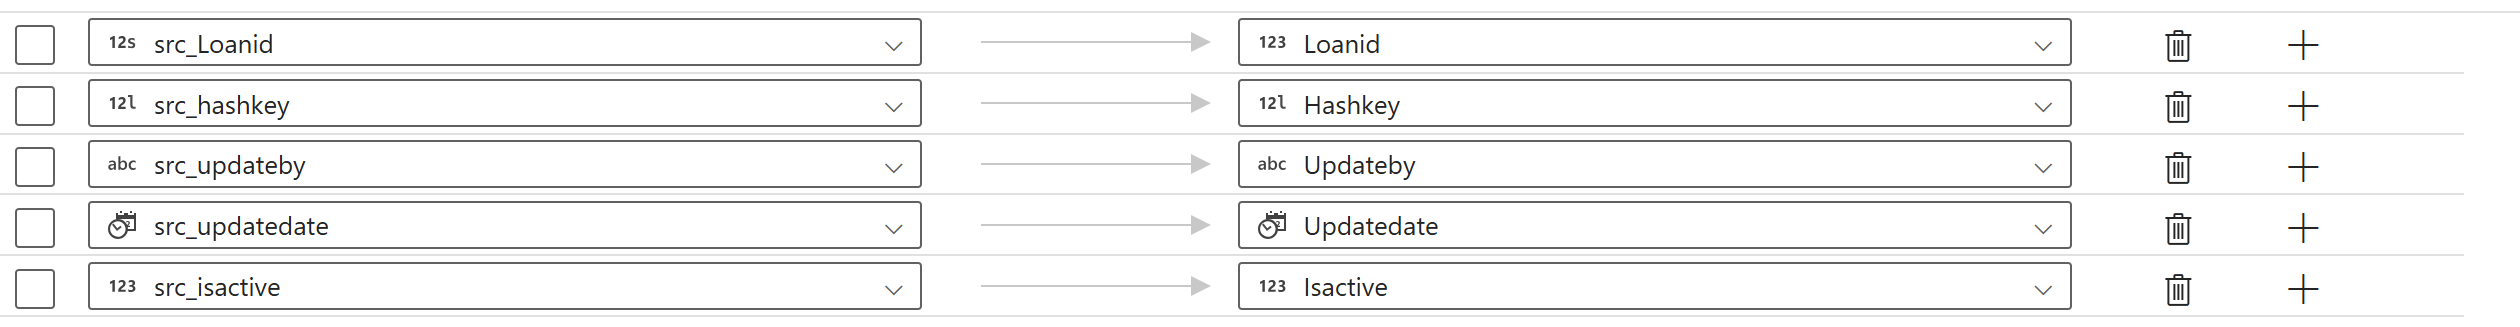 12s src_Loanid 123 Loanid
12l src_hashkey 12l Hashkey
abc src_updateby abc Updateby
src_updatedate Updatedate
123 src_isactive 123 Isactive